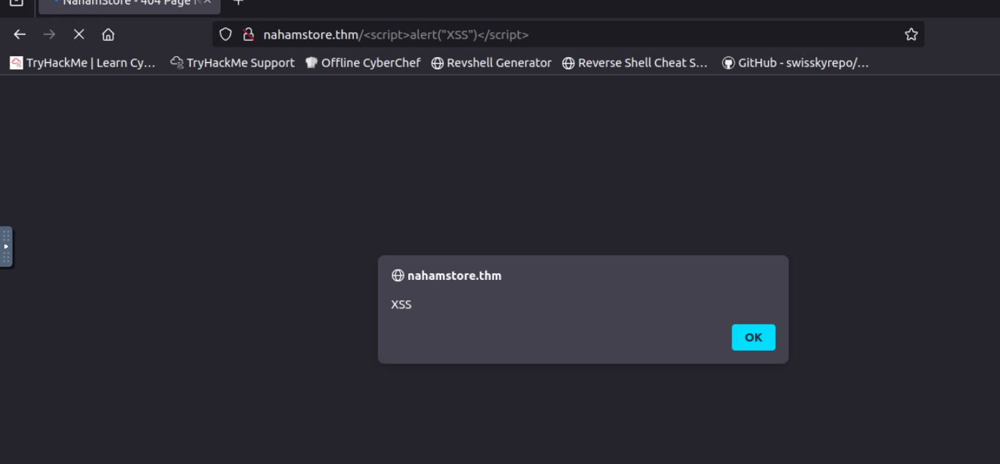 NahamStore - 404 Page N
nahamstore.thm/<script>alert("XSS")</script>
TryHackMe | Learn Cy... TryHackMe Support Offline CyberChef Revshell Generator Reverse Shell Cheat S... GitHub - swisskyrepo/...
nahamstore.thm
XSS
OK